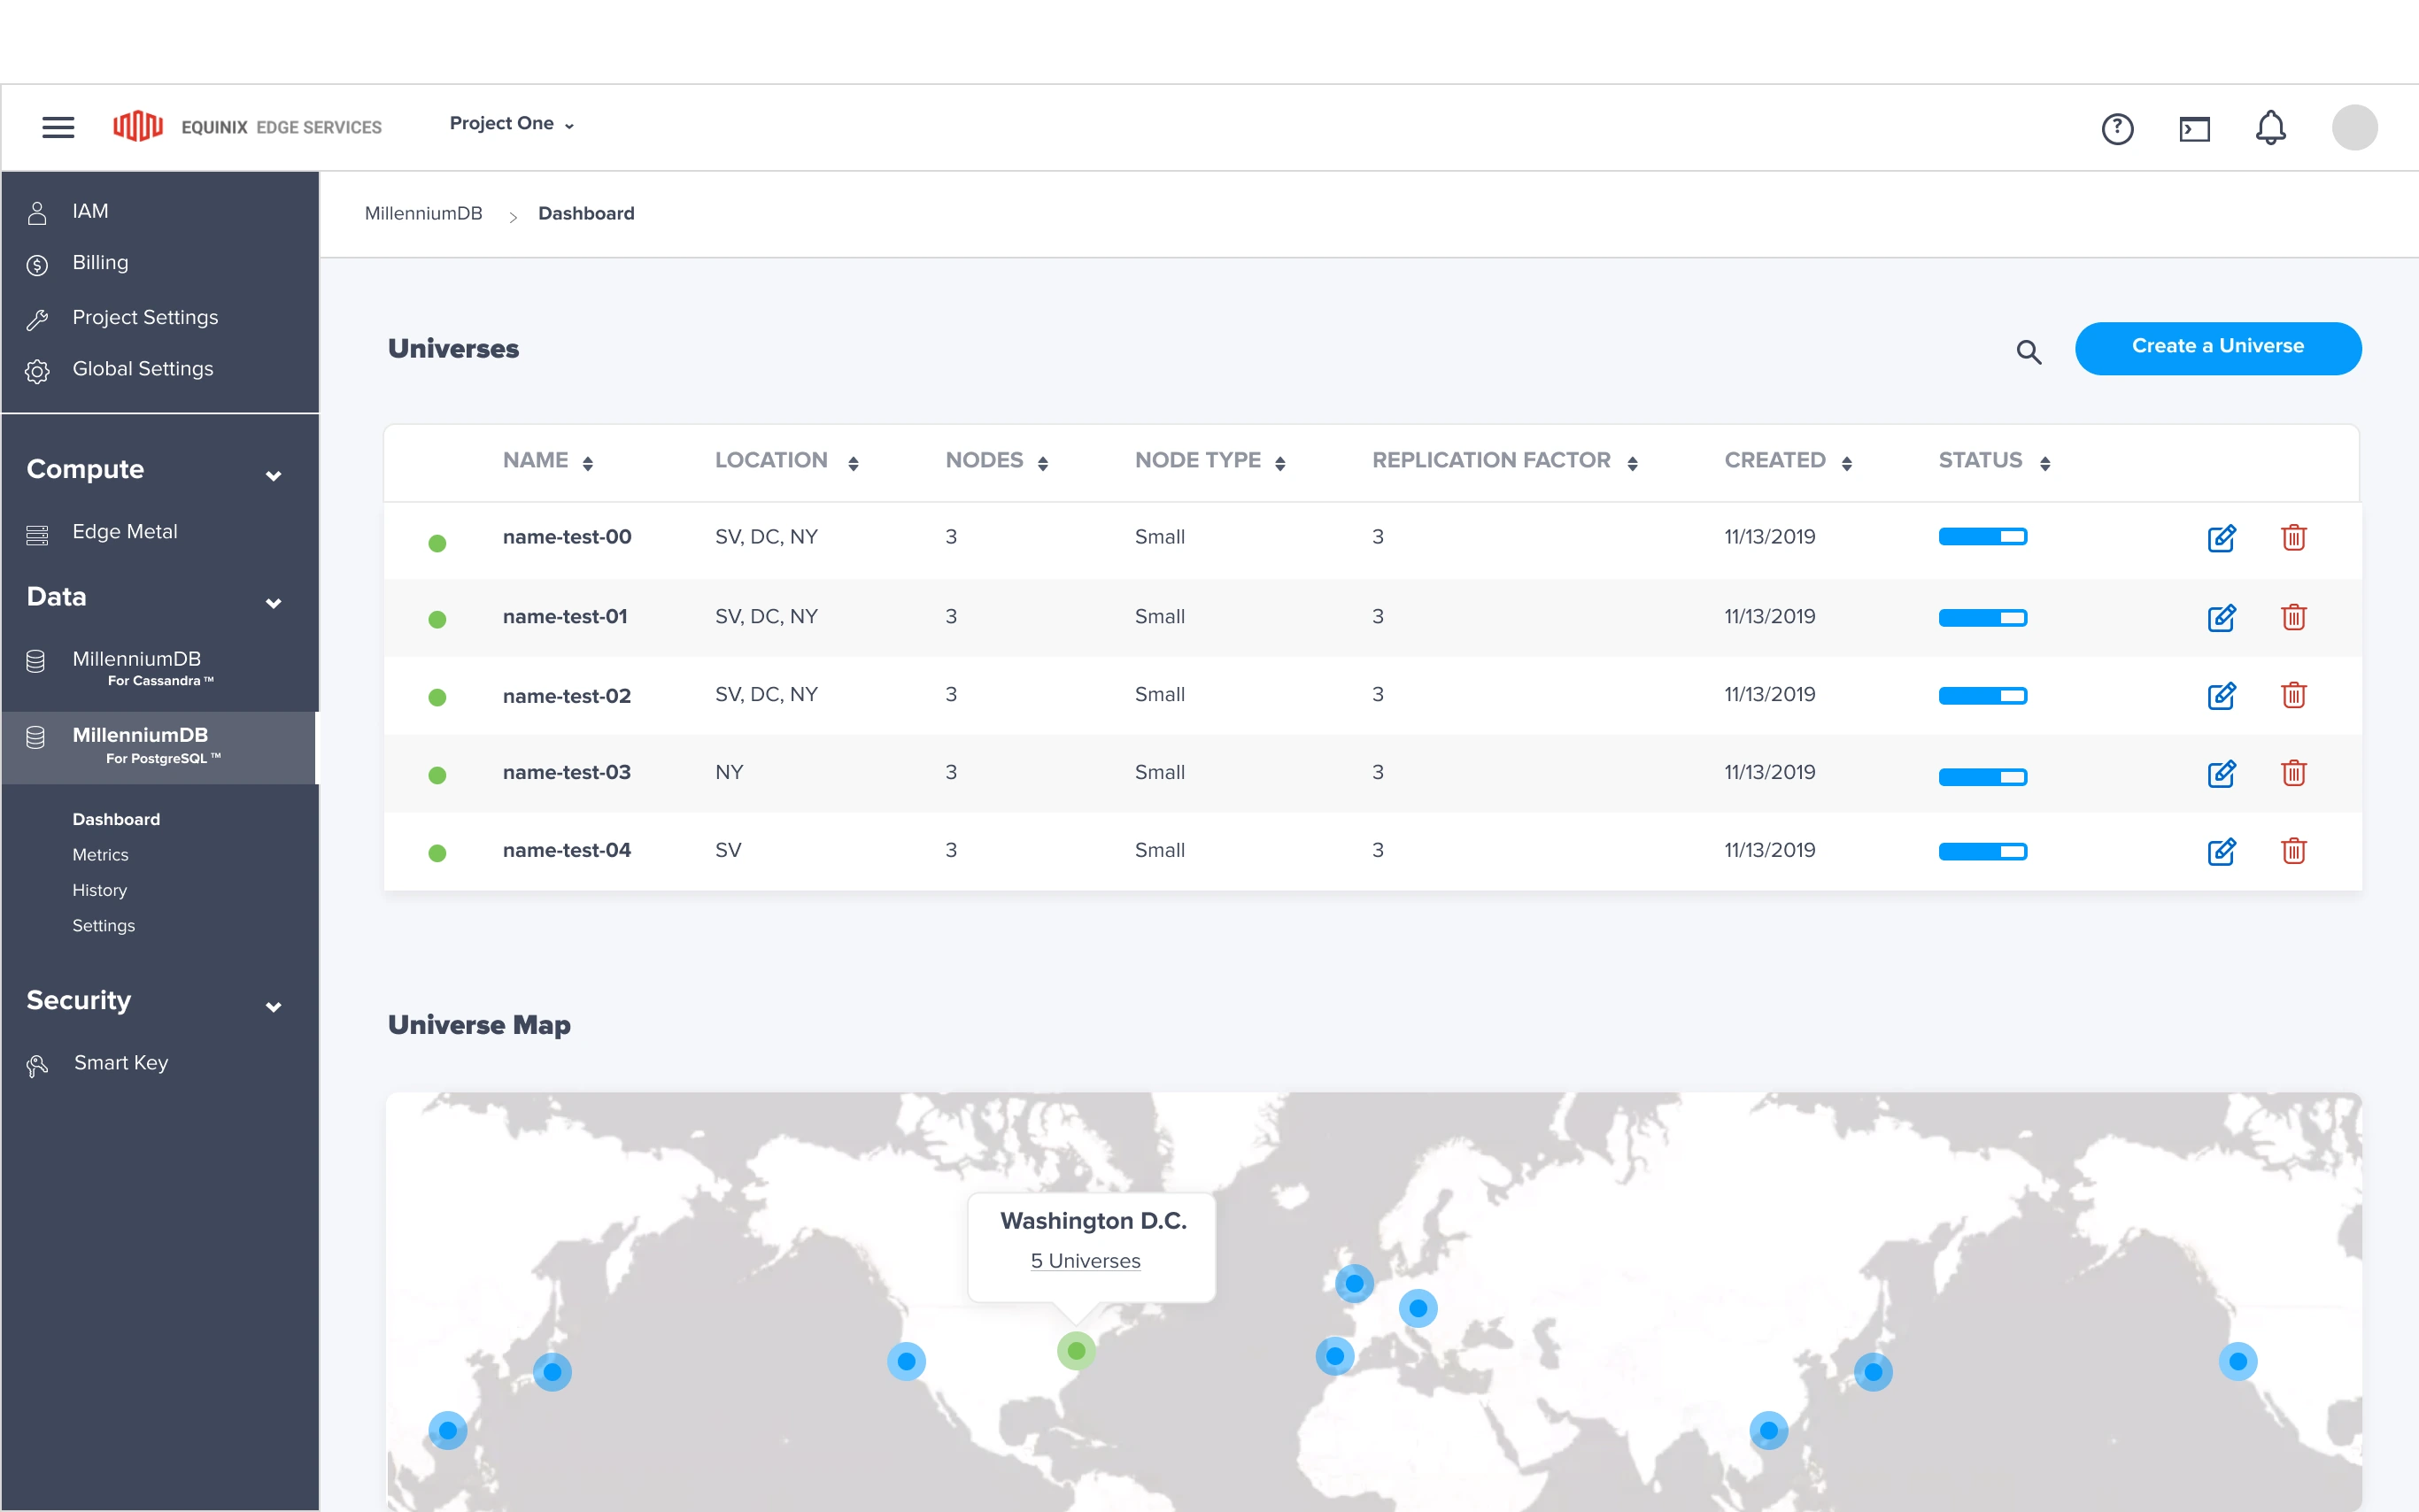 EQUINIX EDGE SERVICES
Project One
IAM
Billing
Project Settings
Global Settings
Compute
Edge Metal
Data
MillenniumDB
For Cassandra™
MillenniumDB
For PostgreSQL™
Dashboard
Metrics
History
Settings
Security
Smart Key
MillenniumDB > Dashboard
Universes
Create a Universe
NAME LOCATION NODES NODE TYPE REPLICATION FACTOR CREATED STATUS
name-test-00 SV, DC, NY 3 Small 3 11/13/2019
name-test-01 SV, DC, NY 3 Small 3 11/13/2019
name-test-02 SV, DC, NY 3 Small 3 11/13/2019
name-test-03 NY 3 Small 3 11/13/2019
name-test-04 SV 3 Small 3 11/13/2019
Universe Map
Washington D.C.
5 Universes